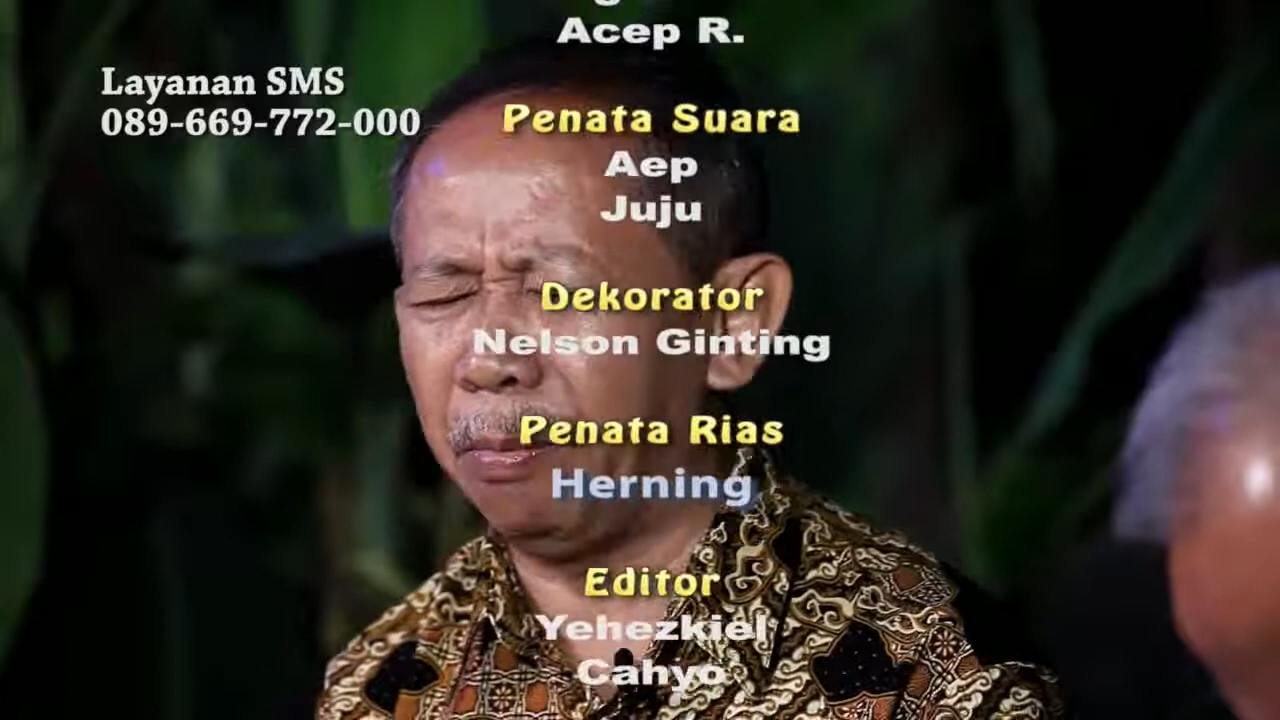 Acep R.
Layanan SMS
089-669-772-000
Penata Suara
Aep
Juju
Dekorator
Nelson Ginting
Penata Rias
Herning
Editor
Yehezkiel
Cahyo